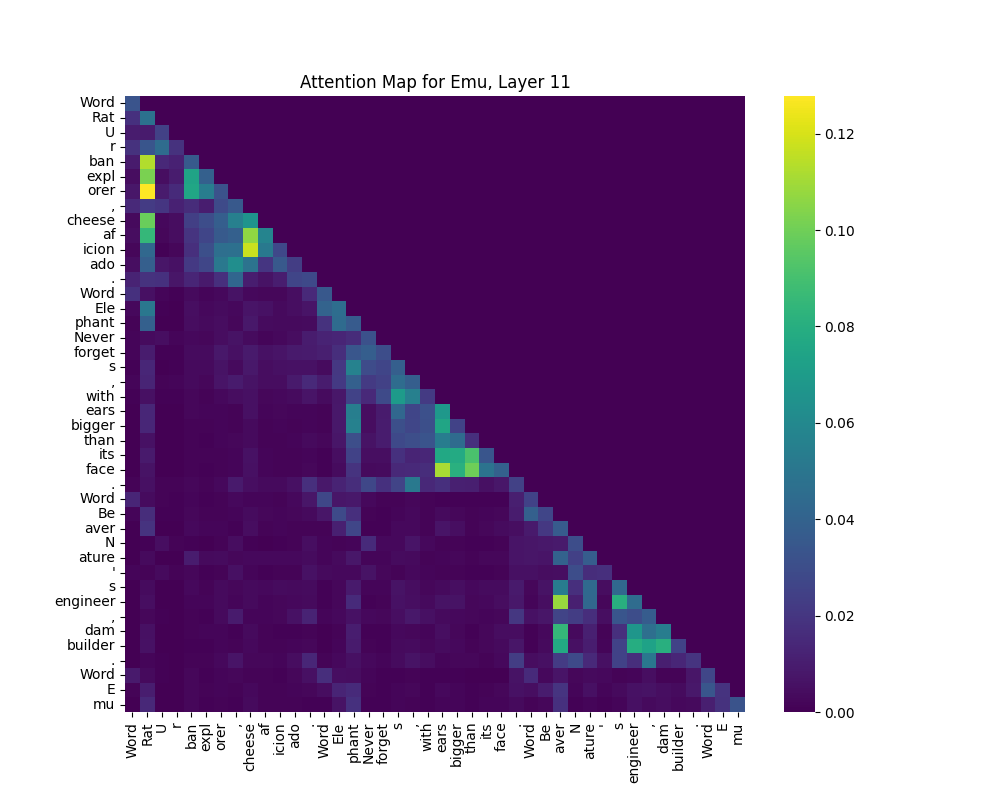 Attention Map for Emu, Layer 11
Word
Rat
U
r
ban
expl
orer
,
cheese
af
icion
ado
.
Word
Ele
phant
Never
forget
s
,
with
ears
bigger
than
its
face
.
Word
Be
aver
N
ature
'
s
engineer
,
dam
builder
.
Word
E
mu
0.12
0.10
0.08
0.06
0.04
0.02
0.00
Word
Rat
U
r
ban
expl
orer
,
cheese
af
icion
ado
.
Word
Ele
phant
Never
forget
s
,
with
ears
bigger
than
its
face
.
Word
Be
aver
N
ature
'
s
engineer
,
dam
builder
.
Word
E
mu